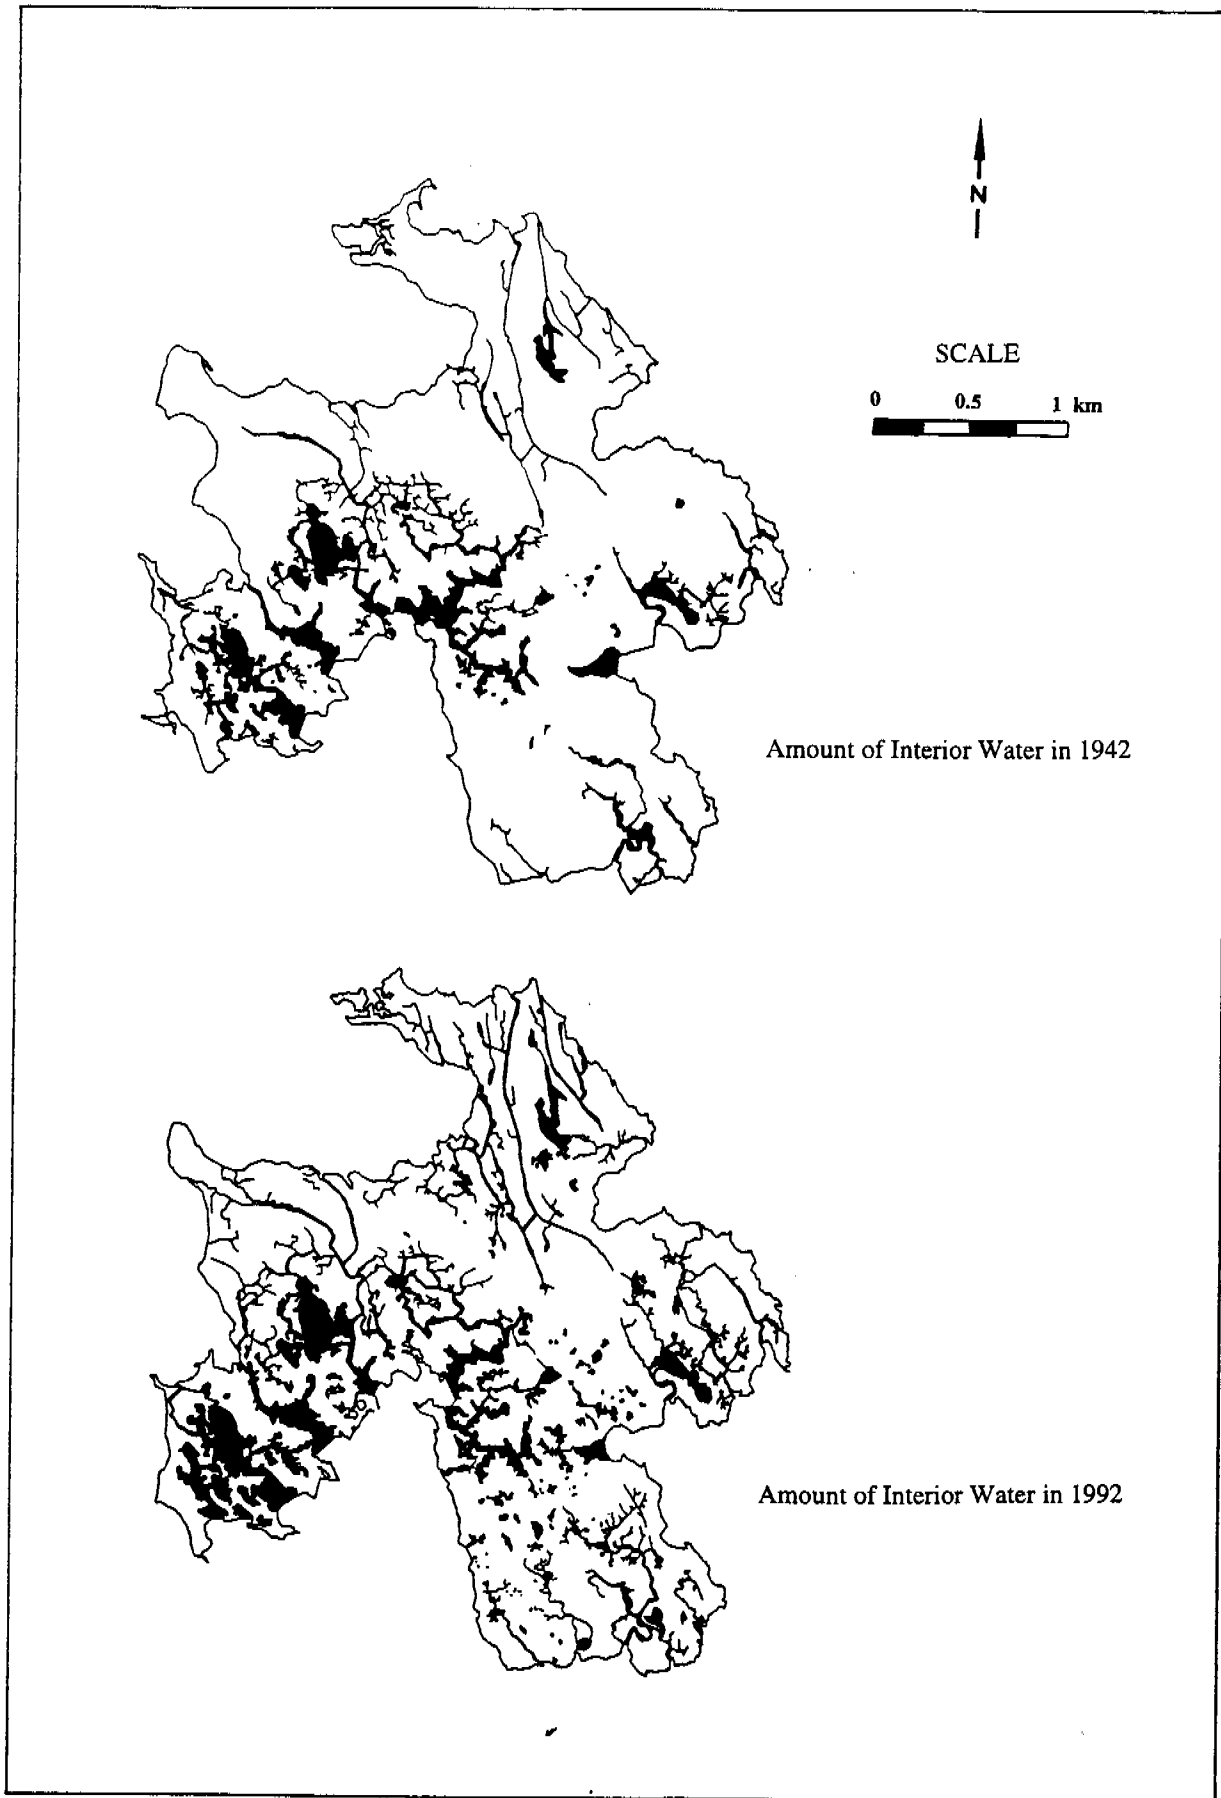 N
SCALE
0 0.5 1 km
Amount of Interior Water in 1942
Amount of Interior Water in 1992